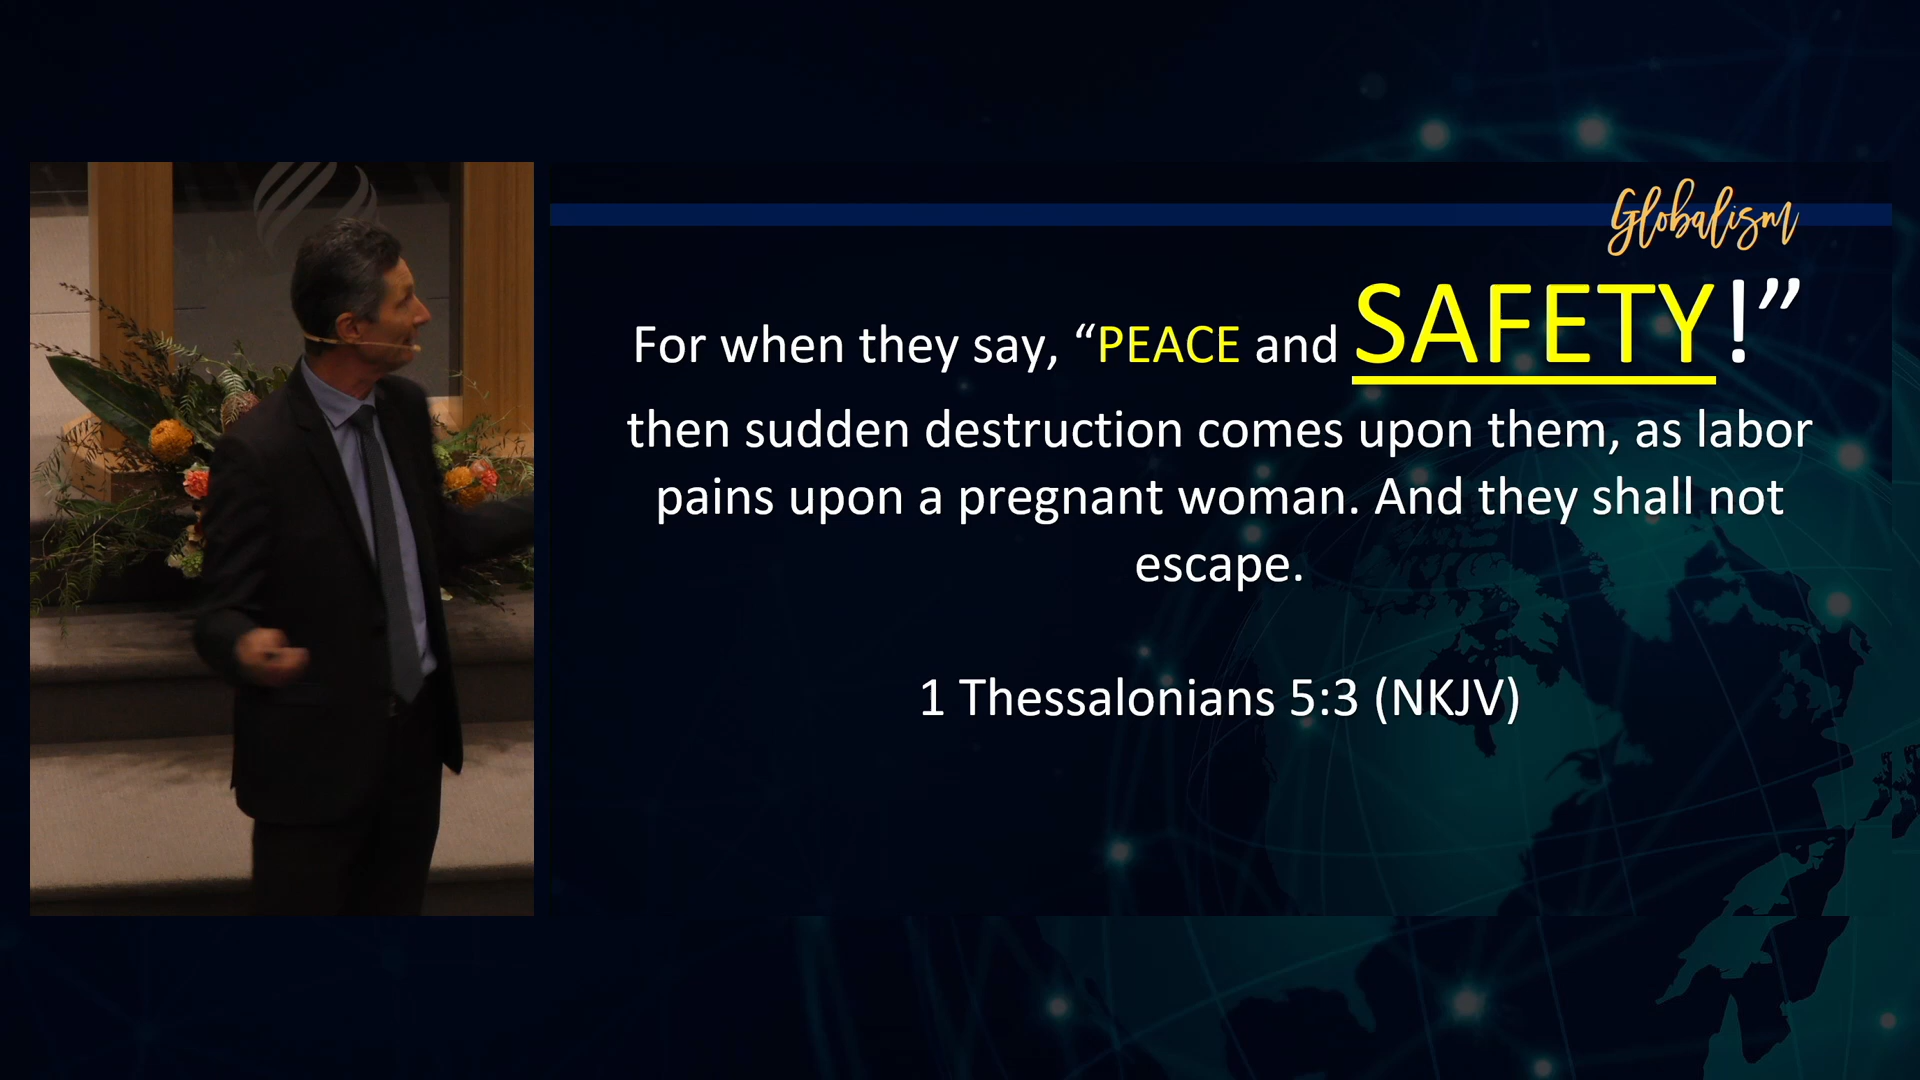 Globalism
For when they say, “PEACE and SAFETY!”
then sudden destruction comes upon them, as labor
pains upon a pregnant woman. And they shall not
escape.
1 Thessalonians 5:3 (NKJV)